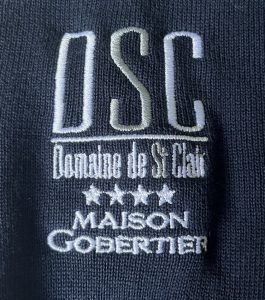 DSC
Domaine de St Clair
MAISON
GOBERTIER